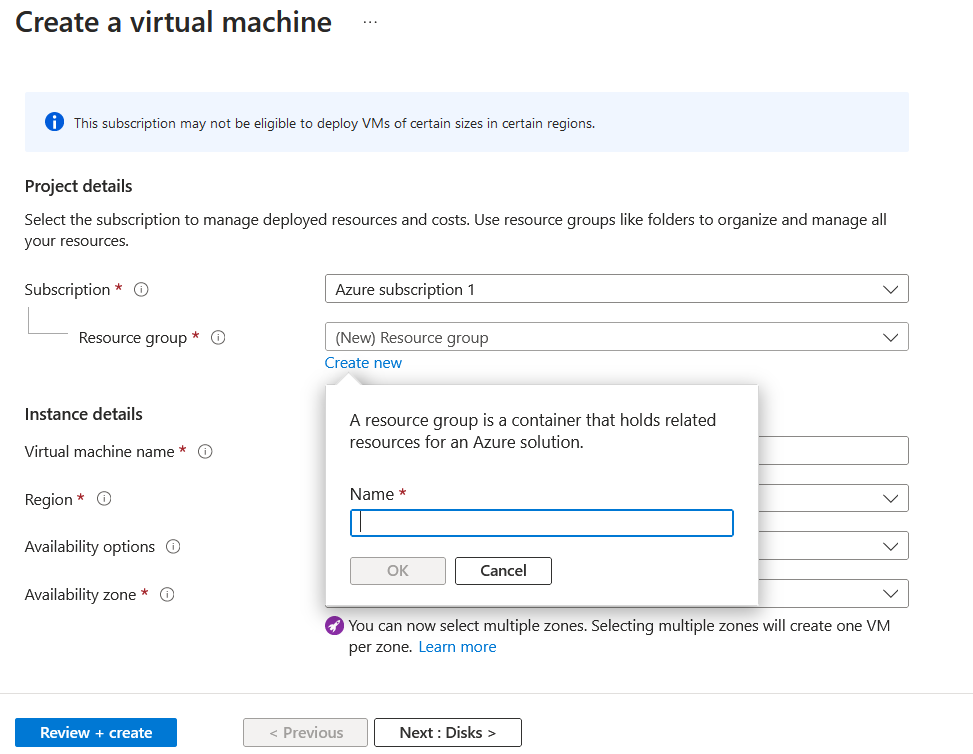 Create a virtual machine ...
This subscription may not be eligible to deploy VMs of certain sizes in certain regions.
Project details
Select the subscription to manage deployed resources and costs. Use resource groups like folders to organize and manage all
your resources.
Subscription *
Azure subscription 1
Resource group *
(New) Resource group
Create new
A resource group is a container that holds related
resources for an Azure solution.
Name *
OK
Cancel
Instance details
Virtual machine name *
Region *
Availability options
Availability zone *
You can now select multiple zones. Selecting multiple zones will create one VM
per zone. Learn more
Review + create
< Previous
Next : Disks >